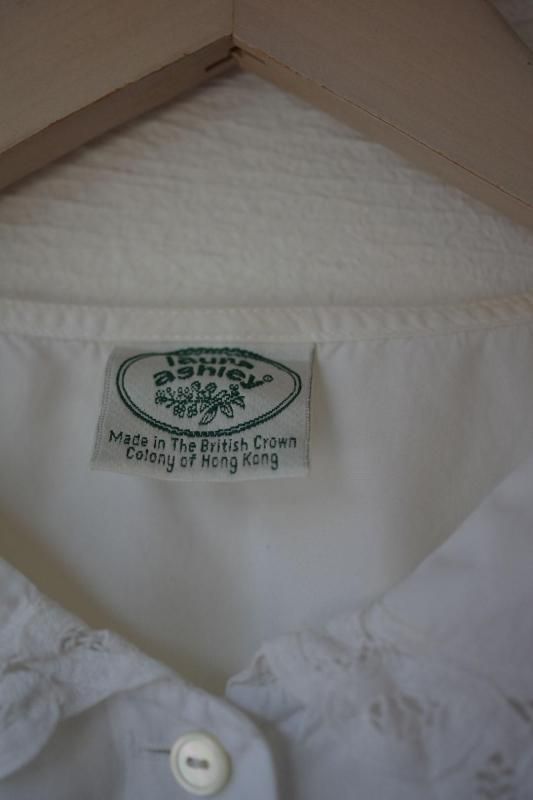 laura
ashley®
Made in The British Crown
Colony of Hong Kong